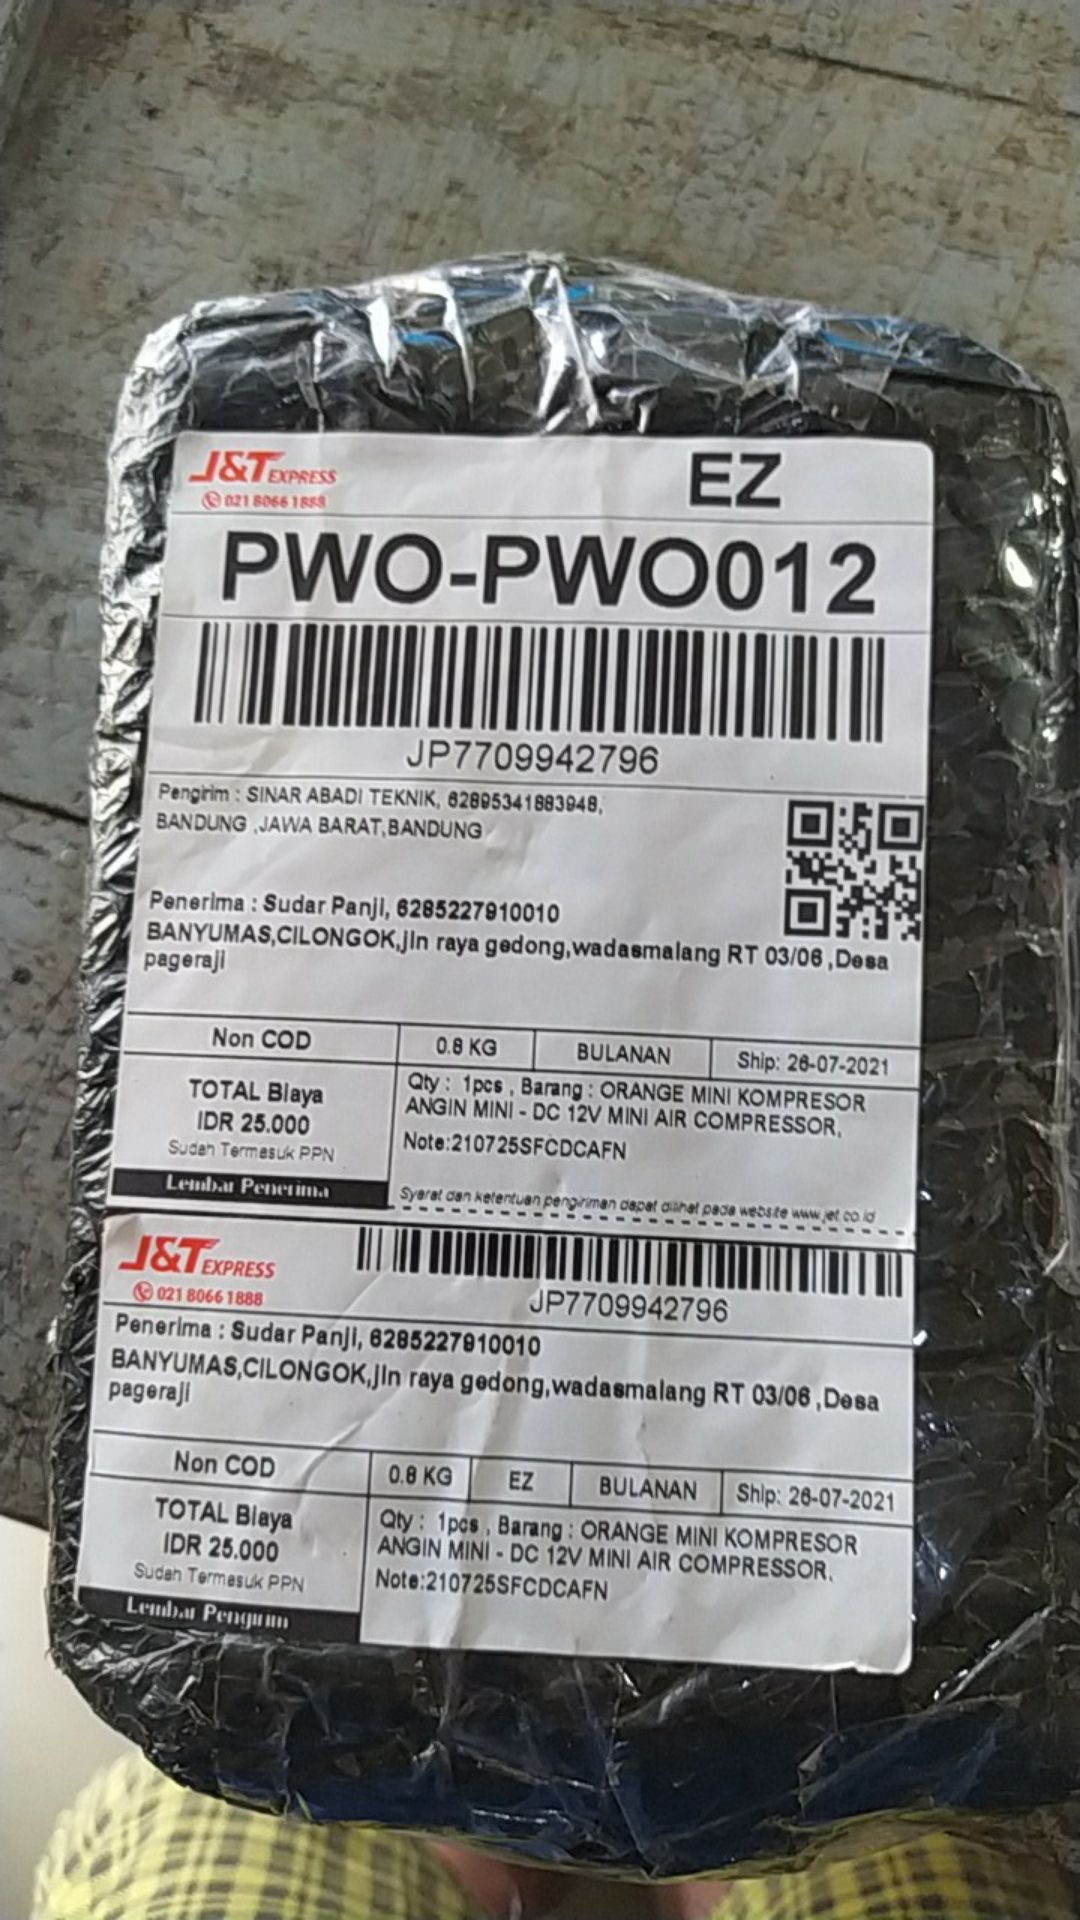 J&T EXPRESS
EZ
021 8066 1888
PWO-PWO012
JP7709942796
Pengirim : SINAR ABADI TEKNIK, 62895341883948,
BANDUNG ,JAWA BARAT,BANDUNG
Penerima : Sudar Panji, 6285227910010
BANYUMAS,CILONGOK,jln raya gedong,wadasmalang RT 03/06 ,Desa
pageraji
Non COD
0.8 KG
BULANAN
Ship: 26-07-2021
TOTAL Biaya
IDR 25.000
Sudah Termasuk PPN
Lembar Penerima
Qty : 1pcs , Barang : ORANGE MINI KOMPRESOR
ANGIN MINI - DC 12V MINI AIR COMPRESSOR,
Note:210725SFCDCAFN
Syarat dan ketentuan pengiriman dapat dilihat pada website www.jet.co.id
J&T EXPRESS
021 8066 1888
JP7709942796
Penerima : Sudar Panji, 6285227910010
BANYUMAS,CILONGOK,jln raya gedong,wadasmalang RT 03/06 ,Desa
pageraji
Non COD
0.8 KG
EZ
BULANAN
Ship: 26-07-2021
TOTAL Biaya
IDR 25.000
Sudah Termasuk PPN
Lembar Pengirim
Qty : 1pcs , Barang : ORANGE MINI KOMPRESOR
ANGIN MINI - DC 12V MINI AIR COMPRESSOR,
Note:210725SFCDCAFN